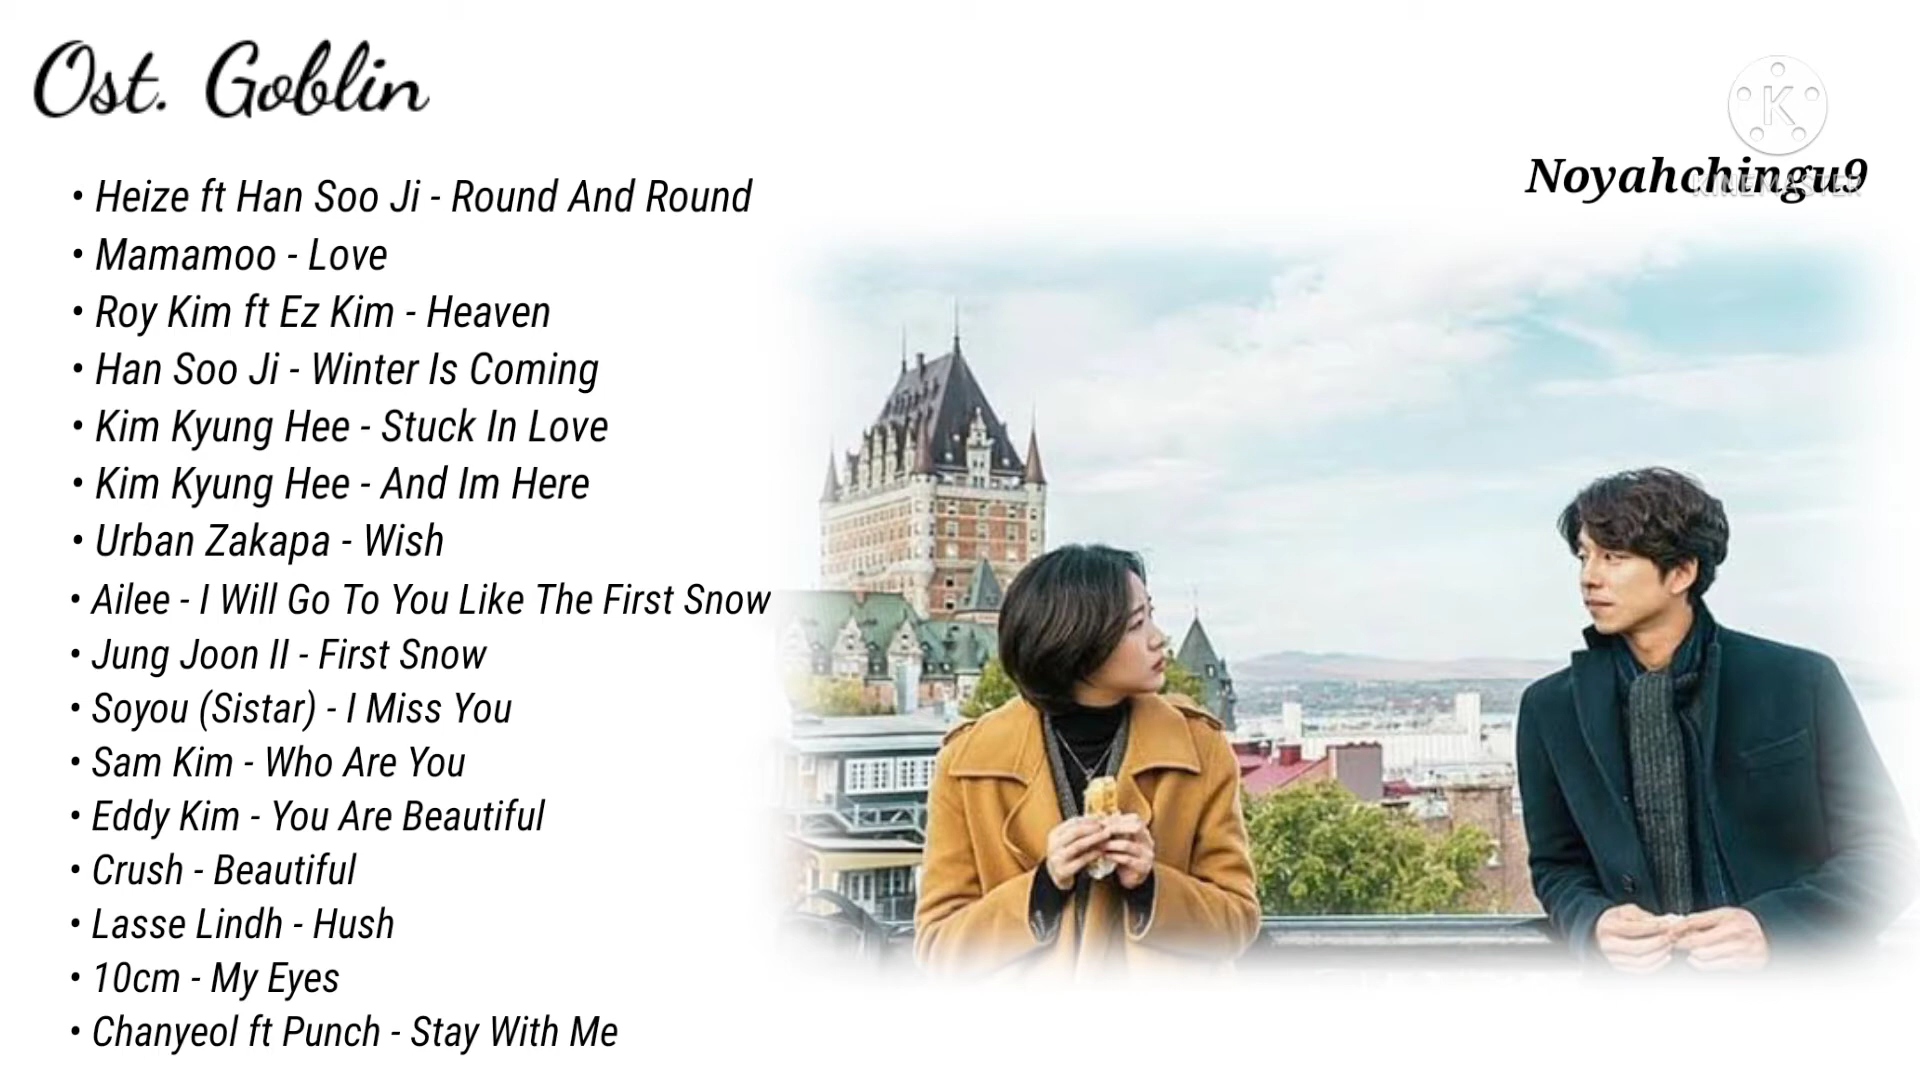 Ost. Goblin
• Heize ft Han Soo Ji - Round And Round
• Mamamoo - Love
• Roy Kim ft Ez Kim - Heaven
• Han Soo Ji - Winter Is Coming
• Kim Kyung Hee - Stuck In Love
• Kim Kyung Hee - And Im Here
• Urban Zakapa - Wish
• Ailee - I Will Go To You Like The First Snow
• Jung Joon Il - First Snow
• Soyou (Sistar) - I Miss You
• Sam Kim - Who Are You
• Eddy Kim - You Are Beautiful
• Crush - Beautiful
• Lasse Lindh - Hush
• 10cm - My Eyes
• Chanyeol ft Punch - Stay With Me
K
Noyahchingu9
KINEMASTER